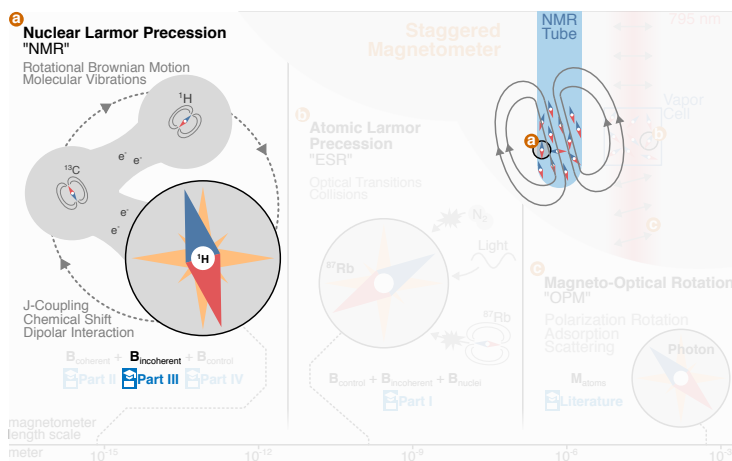 a
Nuclear Larmor Precession
"NMR"
Rotational Brownian Motion
Molecular Vibrations
1H
13C
e-
e-
e-
e-
1H
J-Coupling
Chemical Shift
Dipolar Interaction
Bcoherent + Bincoherent + Bcontrol
Part II
Part III
Part IV
Staggered
Magnetometer
NMR
Tube
795 nm
Vapor
Cell
a
b
c
b
Atomic Larmor
Precession
"ESR"
Optical Transitions
Collisions
N2
Light
87Rb
87Rb
Bcontrol + Bincoherent + Bnuclei
Part I
c
Magneto-Optical Rotation
"OPM"
Polarization Rotation
Adsorption
Scattering
Photon
Matoms
Literature
magnetometer
length scale
meter
10-15
10-12
10-9
10-6
10-3